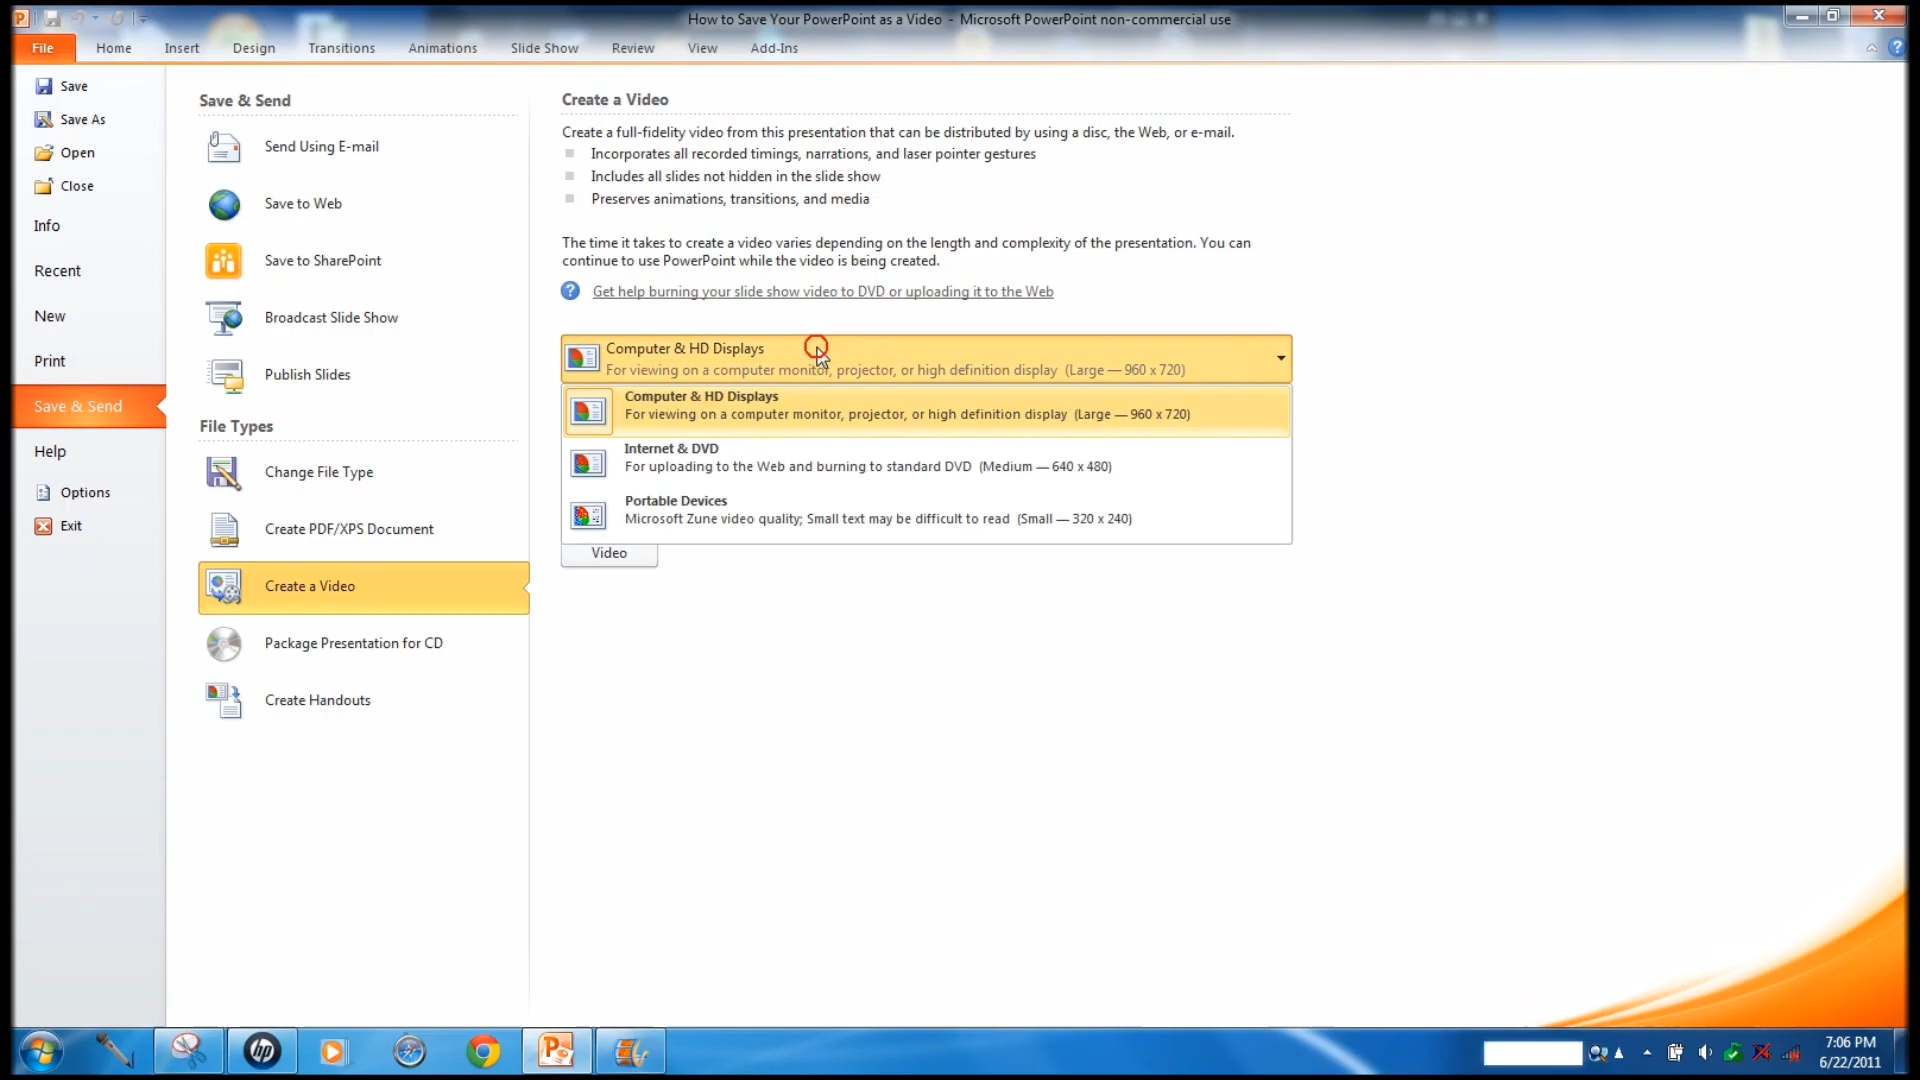 How to Save Your PowerPoint as a Video - Microsoft PowerPoint non-commercial use
File Home Insert Design Transitions Animations Slide Show Review View Add-Ins
Save
Save As
Open
Close
Info
Recent
New
Print
Save & Send
Help
Options
Exit
Save & Send
Send Using E-mail
Save to Web
Save to SharePoint
Broadcast Slide Show
Publish Slides
File Types
Change File Type
Create PDF/XPS Document
Create a Video
Package Presentation for CD
Create Handouts
Create a Video
Create a full-fidelity video from this presentation that can be distributed by using a disc, the Web, or e-mail.
Incorporates all recorded timings, narrations, and laser pointer gestures
Includes all slides not hidden in the slide show
Preserves animations, transitions, and media
The time it takes to create a video varies depending on the length and complexity of the presentation. You can
continue to use PowerPoint while the video is being created.
Get help burning your slide show video to DVD or uploading it to the Web
Computer & HD Displays
For viewing on a computer monitor, projector, or high definition display (Large — 960 x 720)
Computer & HD Displays
For viewing on a computer monitor, projector, or high definition display (Large — 960 x 720)
Internet & DVD
For uploading to the Web and burning to standard DVD (Medium — 640 x 480)
Portable Devices
Microsoft Zune video quality; Small text may be difficult to read (Small — 320 x 240)
Video
hp
7:06 PM
6/22/2011